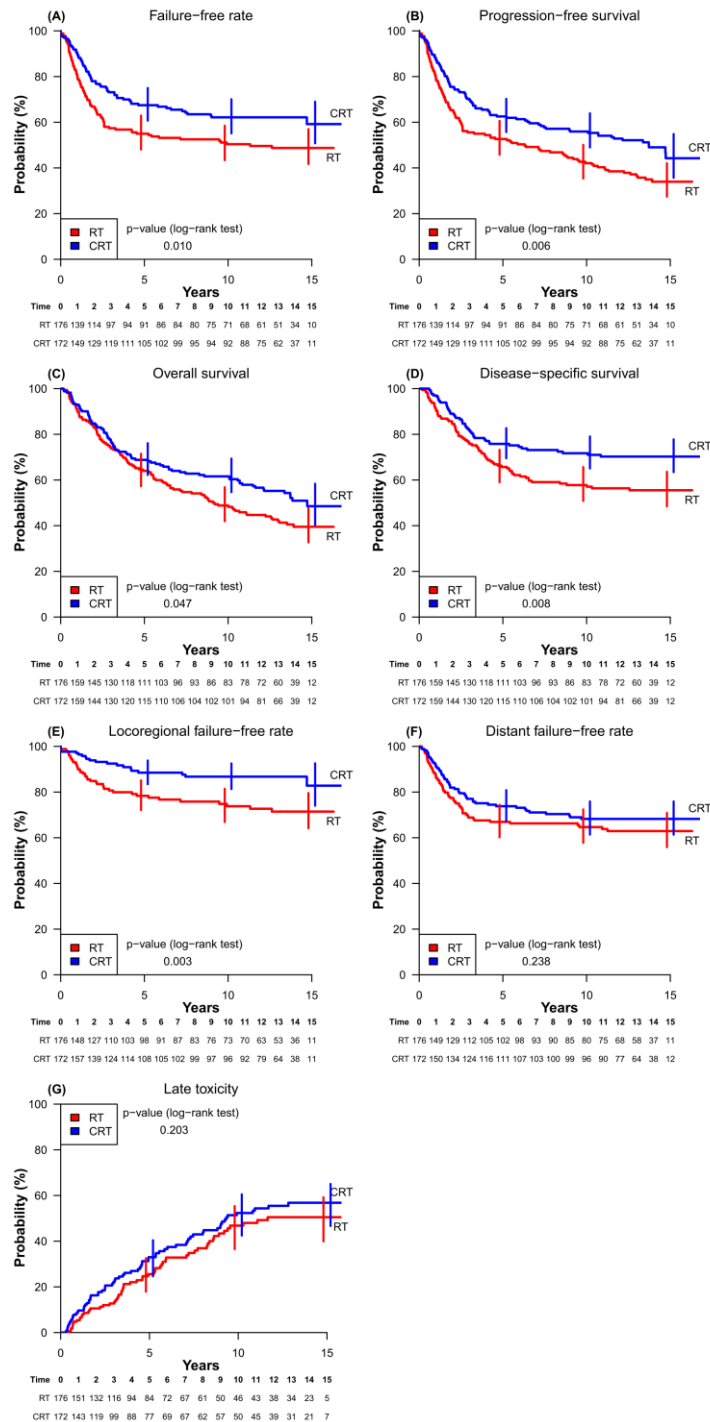 (A) Failure−free rate
Probability (%)
100
80
60
40
20
0
CRT
RT
RT
CRT
p−value (log−rank test)
0.010
0 5 10 15
Years
Time 0 1 2 3 4 5 6 7 8 9 10 11 12 13 14 15
RT 176 139 114 97 94 91 86 84 80 75 71 68 61 51 34 10
CRT 172 149 129 119 111 105 102 99 95 94 92 88 75 62 37 11
(B) Progression−free survival
Probability (%)
100
80
60
40
20
0
CRT
RT
RT
CRT
p−value (log−rank test)
0.006
0 5 10 15
Years
Time 0 1 2 3 4 5 6 7 8 9 10 11 12 13 14 15
RT 176 139 114 97 94 91 86 84 80 75 71 68 61 51 34 10
CRT 172 149 129 119 111 105 102 99 95 94 92 88 75 62 37 11
(C) Overall survival
Probability (%)
100
80
60
40
20
0
CRT
RT
RT
CRT
p−value (log−rank test)
0.047
0 5 10 15
Years
Time 0 1 2 3 4 5 6 7 8 9 10 11 12 13 14 15
RT 176 159 145 130 118 111 103 96 93 86 83 78 72 60 39 12
CRT 172 159 144 130 120 115 110 106 104 102 101 94 81 66 39 12
(D) Disease−specific survival
Probability (%)
100
80
60
40
20
0
CRT
RT
RT
CRT
p−value (log−rank test)
0.008
0 5 10 15
Years
Time 0 1 2 3 4 5 6 7 8 9 10 11 12 13 14 15
RT 176 159 145 130 118 111 103 96 93 86 83 78 72 60 39 12
CRT 172 159 144 130 120 115 110 106 104 102 101 94 81 66 39 12
(E) Locoregional failure−free rate
Probability (%)
100
80
60
40
20
0
CRT
RT
RT
CRT
p−value (log−rank test)
0.003
0 5 10 15
Years
Time 0 1 2 3 4 5 6 7 8 9 10 11 12 13 14 15
RT 176 148 127 110 103 98 91 87 83 76 73 70 63 53 36 11
CRT 172 157 139 124 114 108 105 102 99 97 96 92 79 64 38 11
(F) Distant failure−free rate
Probability (%)
100
80
60
40
20
0
CRT
RT
RT
CRT
p−value (log−rank test)
0.238
0 5 10 15
Years
Time 0 1 2 3 4 5 6 7 8 9 10 11 12 13 14 15
RT 176 149 129 112 105 102 98 93 90 85 80 75 68 58 37 11
CRT 172 150 134 124 116 111 107 103 100 99 96 90 77 64 38 12
(G) Late toxicity
Probability (%)
100
80
60
40
20
0
RT
CRT
p−value (log−rank test)
0.203
CRT
RT
0 5 10 15
Years
Time 0 1 2 3 4 5 6 7 8 9 10 11 12 13 14 15
RT 176 151 132 116 94 84 72 67 61 50 46 43 38 34 23 5
CRT 172 143 119 99 88 77 69 67 62 57 50 45 39 31 21 7